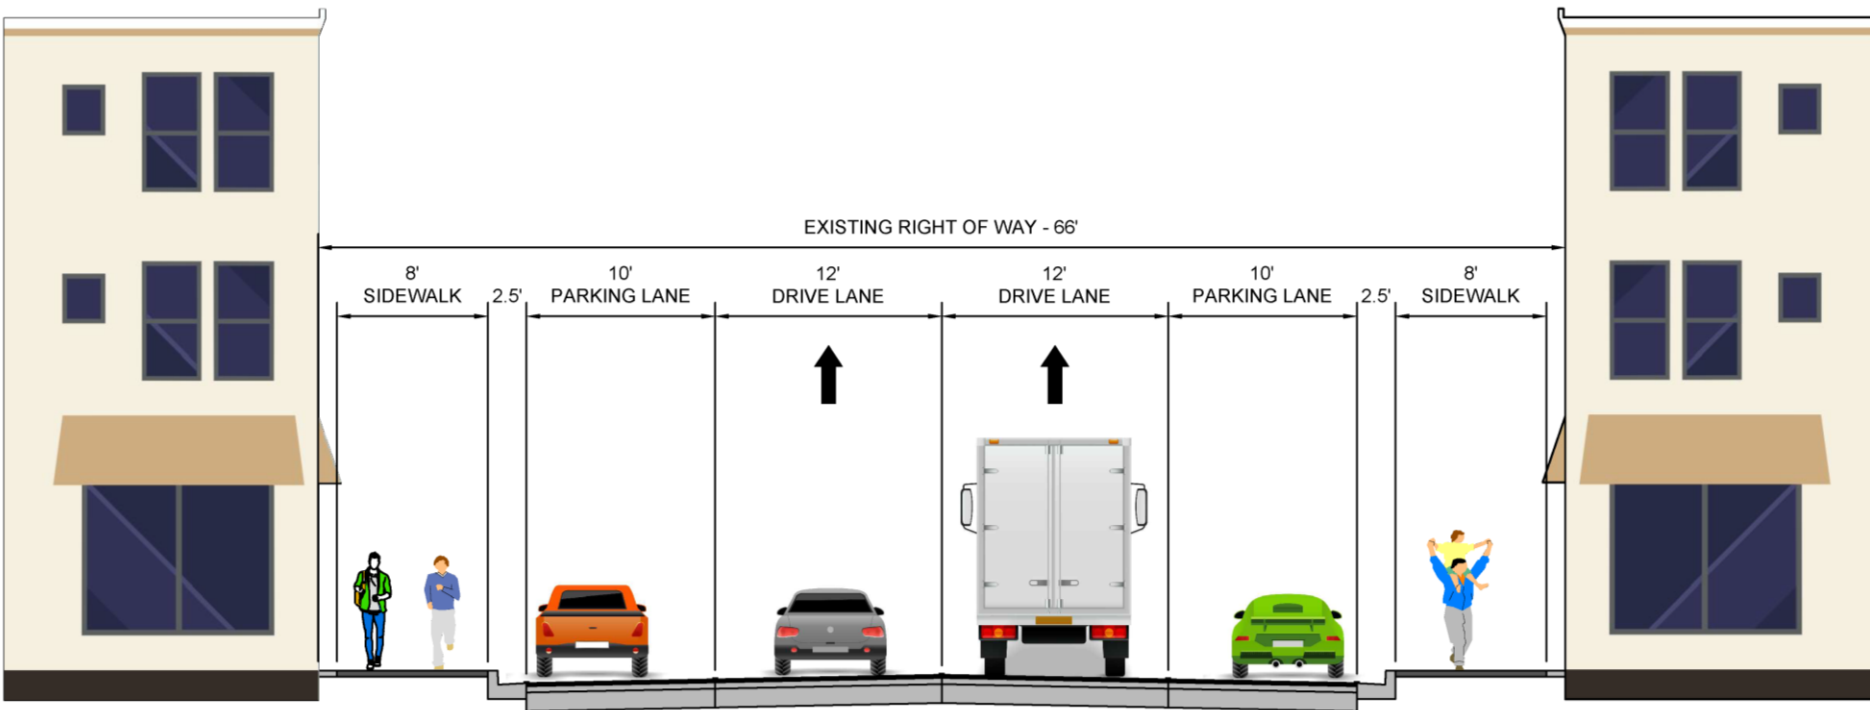 EXISTING RIGHT OF WAY - 66'
8'
SIDEWALK
2.5'
10'
PARKING LANE
12'
DRIVE LANE
12'
DRIVE LANE
10'
PARKING LANE
2.5'
8'
SIDEWALK